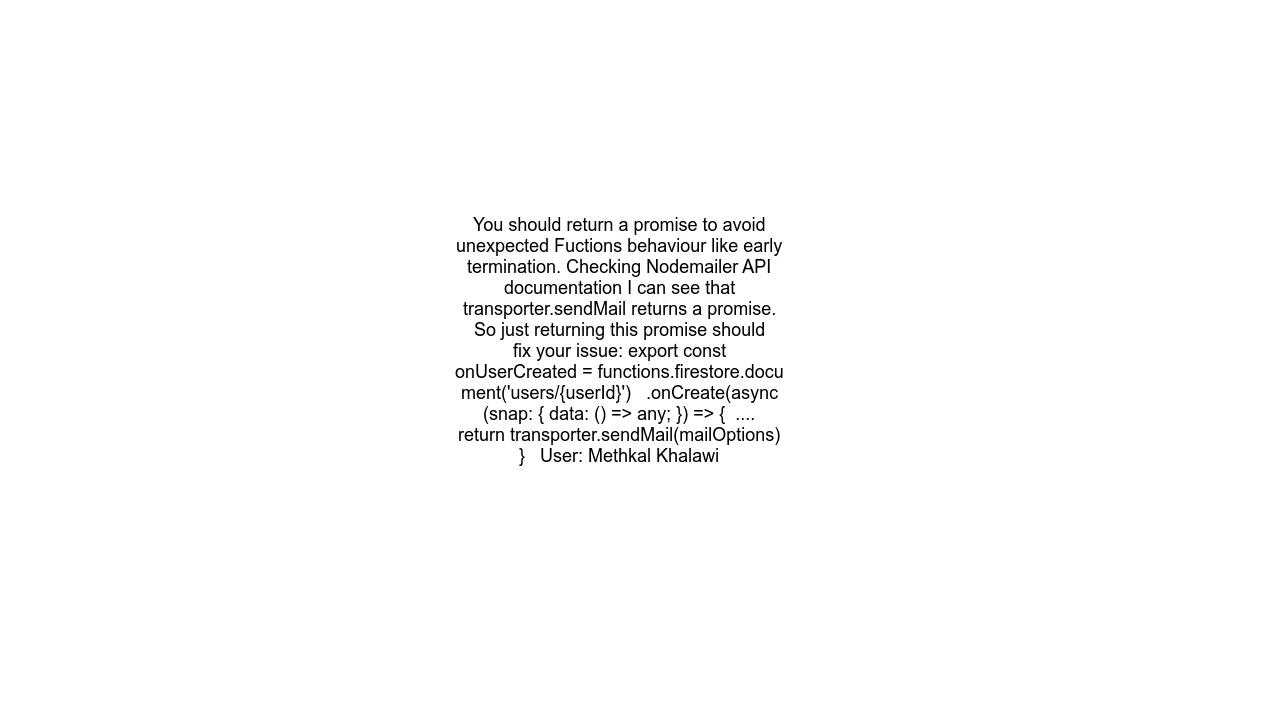 You should return a promise to avoid
unexpected Fuctions behaviour like early
termination. Checking Nodemailer API
documentation I can see that
transporter.sendMail returns a promise.
So just returning this promise should
fix your issue: export const
onUserCreated = functions.firestore.docu
ment('users/{userId}')   .onCreate(async
(snap: { data: () => any; }) => {  ....
return transporter.sendMail(mailOptions)
}   User: Methkal Khalawi